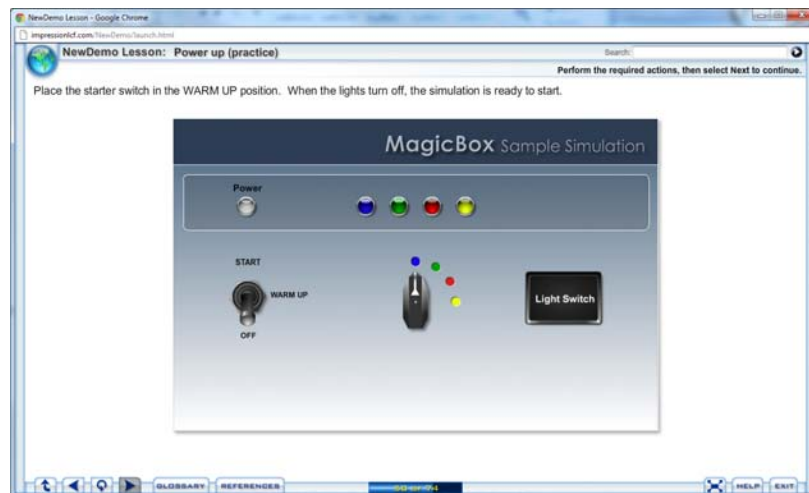 NewDemo Lesson - Google Chrome
impressionlcf.com/NewDemo/launch.html
NewDemo Lesson: Power up (practice)
Search:
Perform the required actions, then select Next to continue.
Place the starter switch in the WARM UP position. When the lights turn off, the simulation is ready to start.
MagicBox Sample Simulation
Power
START
WARM UP
OFF
Light Switch
GLOSSARY
REFERENCES
HELP
EXIT